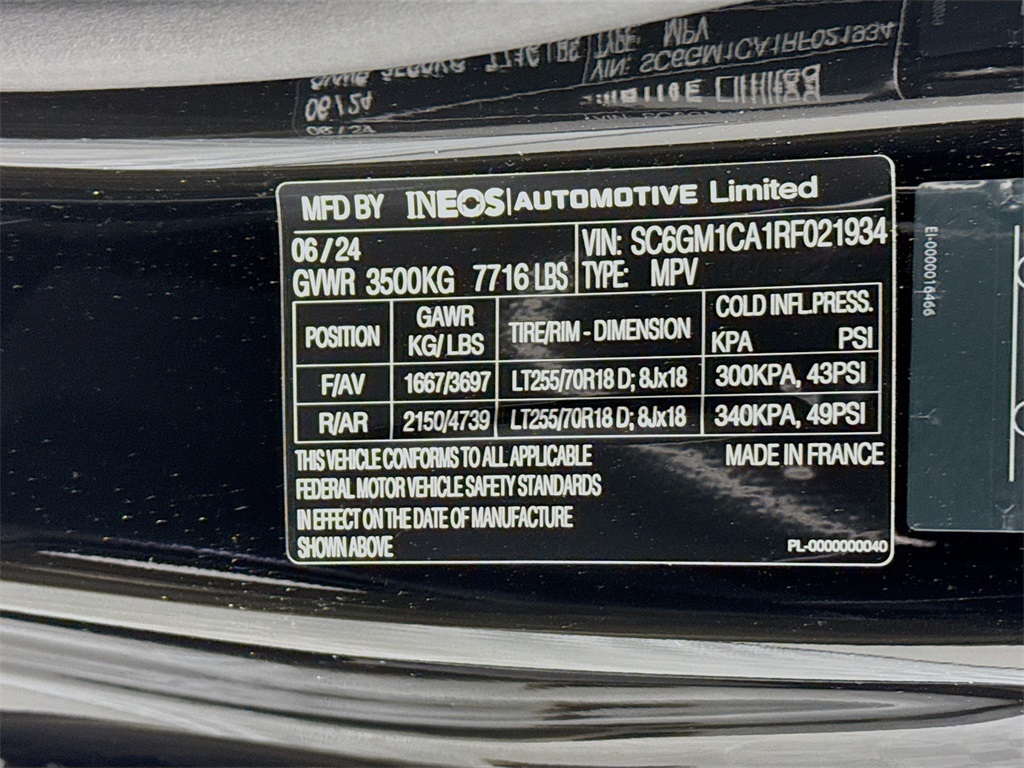 MFD BY INEOS|AUTOMOTIVE Limited
06/24
GVWR 3500KG 7716 LBS
VIN: SC6GM1CA1RF021934
TYPE: MPV
POSITION GAWR KG/LBS TIRE/RIM - DIMENSION COLD INFL.PRESS. KPA PSI
F/AV 1667/3697 LT255/70R18 D; 8Jx18 300KPA, 43PSI
R/AR 2150/4739 LT255/70R18 D; 8Jx18 340KPA, 49PSI
THIS VEHICLE CONFORMS TO ALL APPLICABLE
FEDERAL MOTOR VEHICLE SAFETY STANDARDS
IN EFFECT ON THE DATE OF MANUFACTURE
SHOWN ABOVE
MADE IN FRANCE
PL-0000000040
EI-0000016466